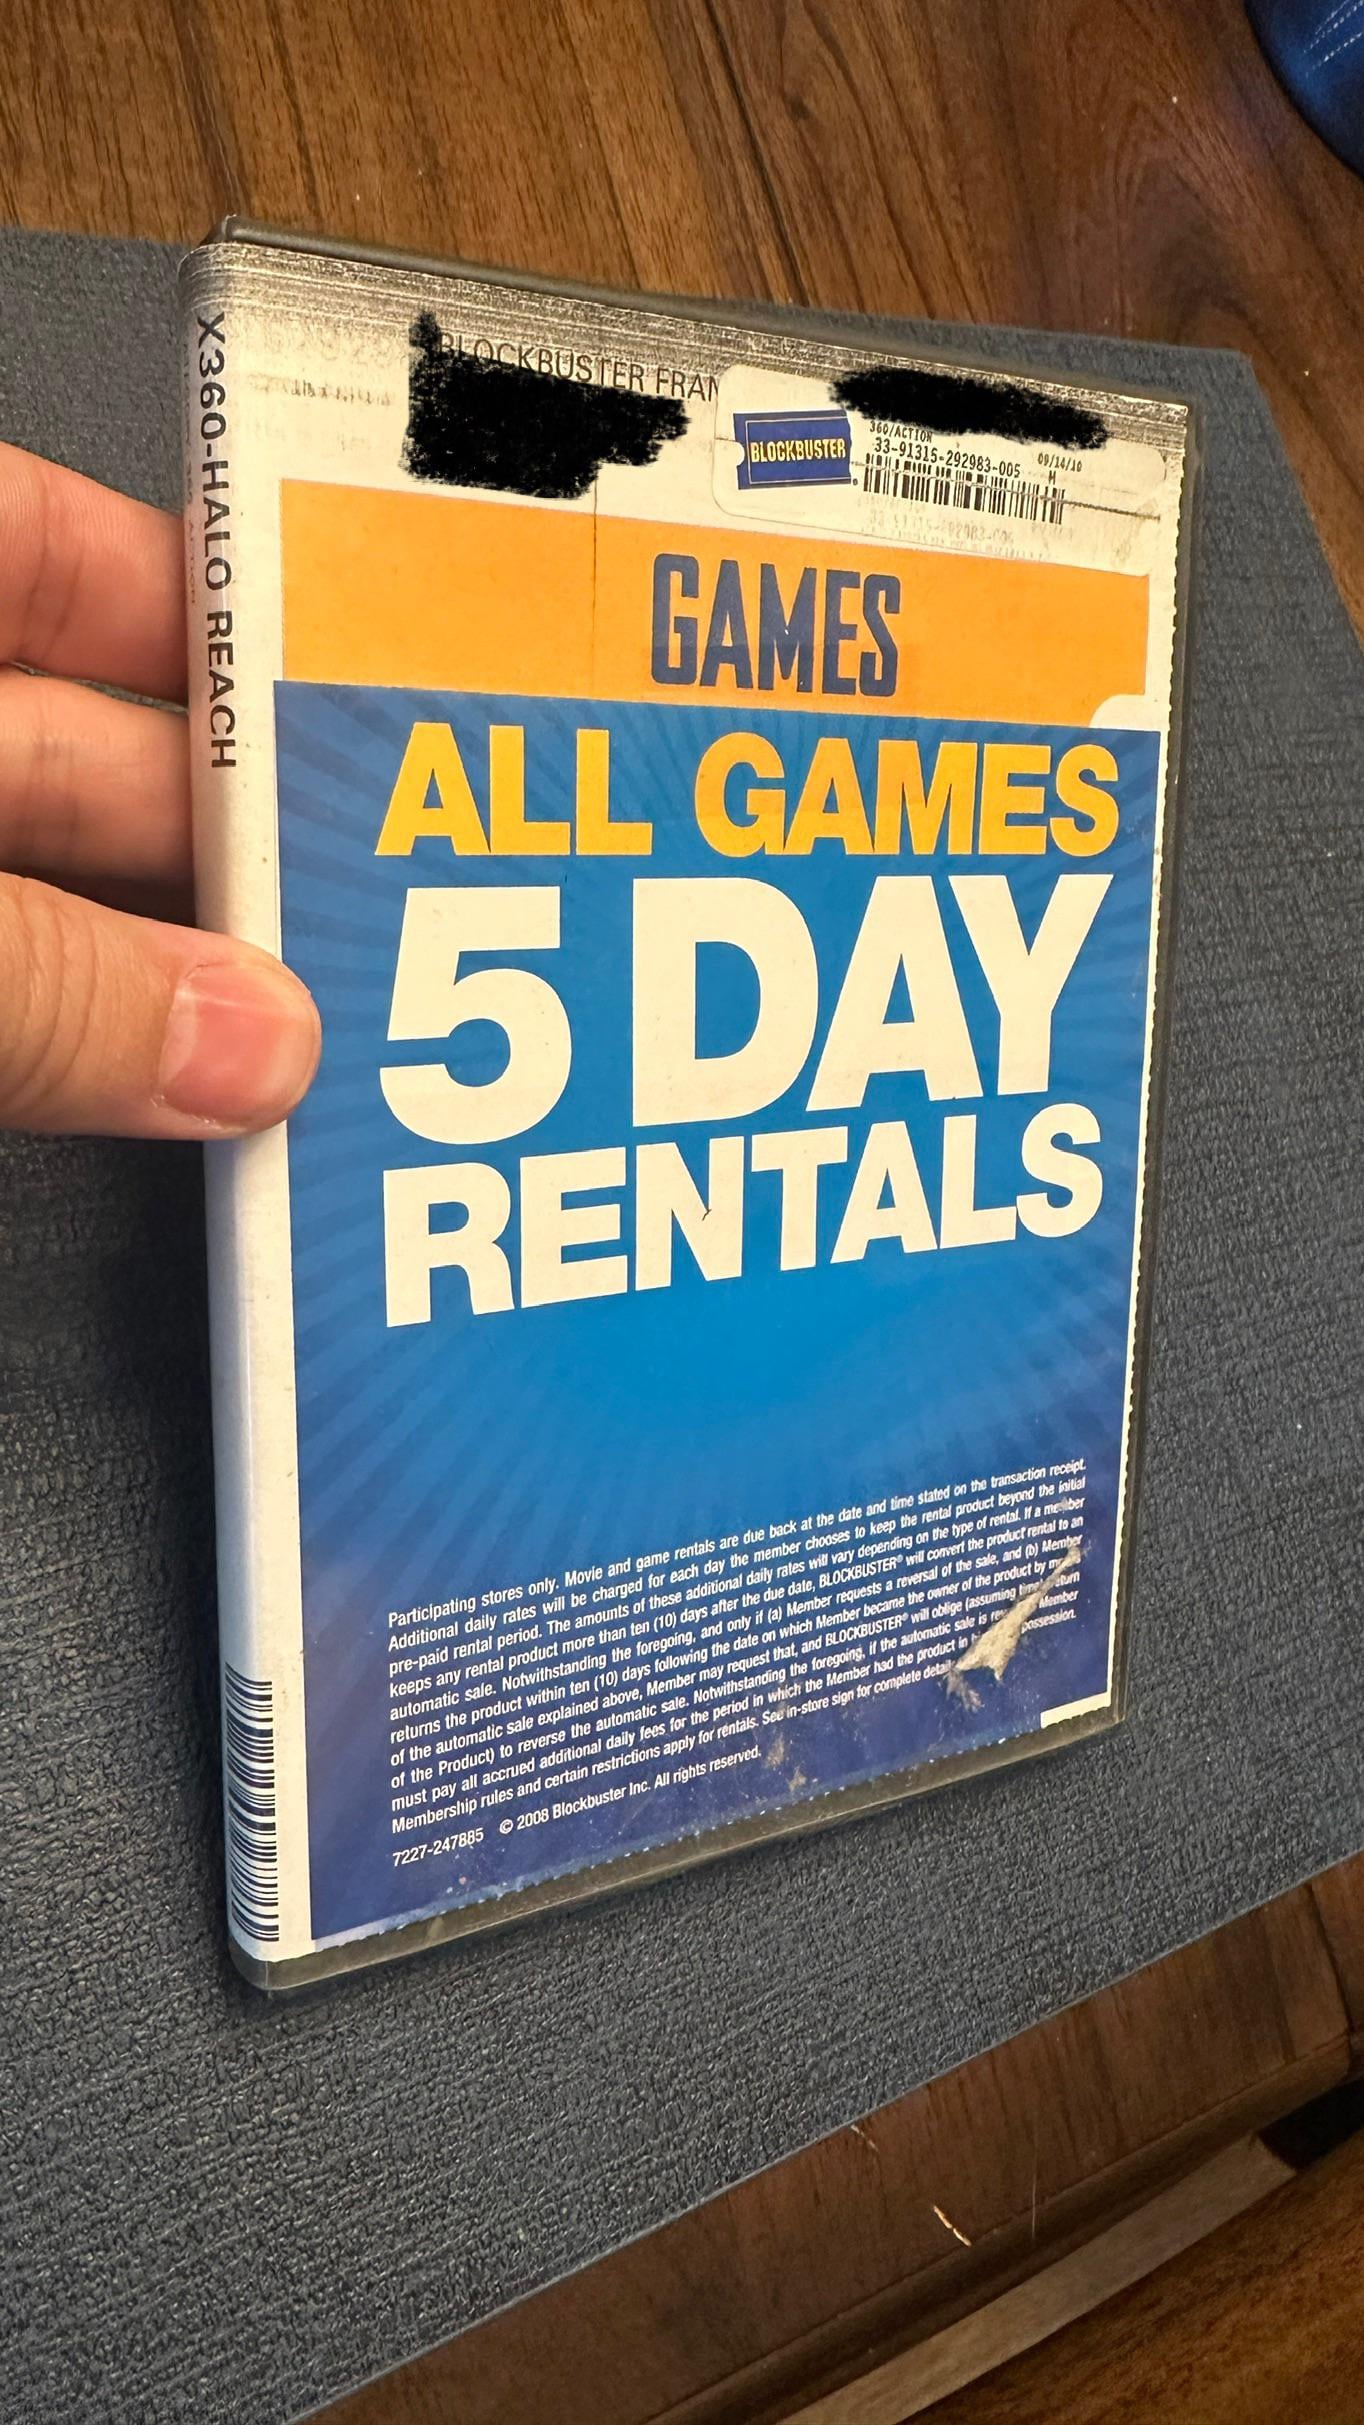 X360-HALO REACH
BLOCKBUSTER FRAN
BLOCKBUSTER
360/ACTION
33-91315-292983-005
09/14/10
M
GAMES
ALL GAMES
5 DAY
RENTALS
Participating stores only. Movie and game rentals are due back at the date and time stated on the transaction receipt.
Additional daily rates will be charged for each day the member chooses to keep the rental product beyond the initial
pre-paid rental period. The amounts of these additional daily rates will vary depending on the type of rental. If a member
keeps any rental product more than ten (10) days after the due date, BLOCKBUSTER® will convert the product rental to an
automatic sale. Notwithstanding the foregoing, and only if (a) Member requests a reversal of the sale, and (b) Member
returns the product within ten (10) days following the date on which Member became the owner of the product by
of the automatic sale explained above, Member may request that, and BLOCKBUSTER® will oblige (assuming return
of the Product) to reverse the automatic sale. Notwithstanding the foregoing, if the automatic sale is Member
must pay all accrued additional daily fees for the period in which the Member had the product in possession.
Membership rules and certain restrictions apply for rentals. See in-store sign for complete
7227-247885 © 2008 Blockbuster Inc. All rights reserved.